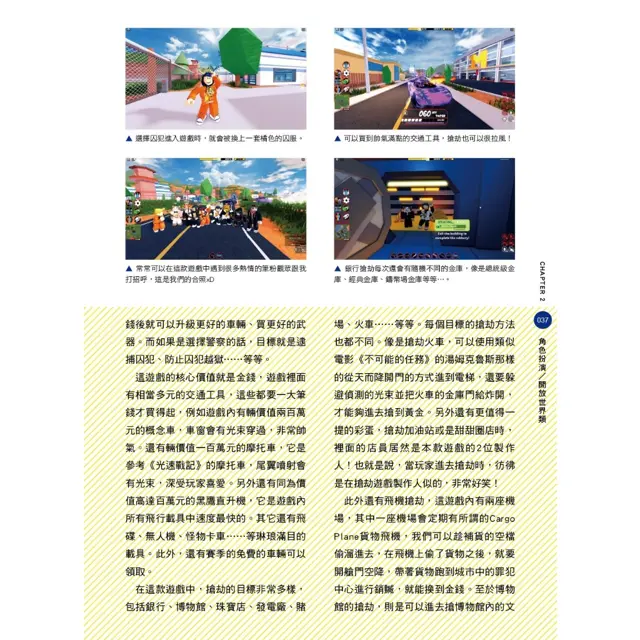 ▲ 選擇囚犯進入遊戲時，就會被換上一套橘色的囚服。
▲ 可以買到帥氣滿點的交通工具，搶劫也可以很拉風！
▲ 常常可以在這款遊戲中遇到很多熱情的筆粉觀眾跟我
打招呼，這是我們的合照xD
▲ 銀行搶劫每次還會有隨機不同的金庫，像是總統級金
庫、經典金庫、鑄幣場金庫等等…。
CHAPTER 2
037
角色扮演／開放世界類
錢後就可以升級更好的車輛、買更好的武
器。而如果是選擇警察的話，目標就是逮
捕囚犯、防止囚犯越獄……等等。
這遊戲的核心價值就是金錢，遊戲裡面
有相當多元的交通工具，這些都要一大筆
錢才買得起，例如遊戲內有輛價值兩百萬
元的概念車，車窗會有光束穿過，非常帥
氣。還有輛價值一百萬元的摩托車，它是
參考《光速戰記》的摩托車，尾翼噴射會
有光束，深受玩家喜愛。另外還有同為價
值高達百萬元的黑鷹直升機，它是遊戲內
所有飛行載具中速度最快的。其它還有飛
碟、無人機、怪物卡車……等琳琅滿目的
載具。此外，還有賽季的免費的車輛可以
領取。
在這款遊戲中，搶劫的目標非常多樣，
包括銀行、博物館、珠寶店、發電廠、賭
場、火車……等等。每個目標的搶劫方法
也都不同。像是搶劫火車，可以使用類似
電影《不可能的任務》的湯姆克魯斯那樣
的從天而降開門的方式進到電梯，還要躲
避偵測的光束並把火車的金庫門給炸開，
才能夠進去搶到黃金。另外還有更值得一
提的彩蛋，搶劫加油站或是甜甜圈店時，
裡面的店員居然是本款遊戲的2位製作
人！也就是說，當玩家進去搶劫時，彷彿
是在搶劫遊戲製作人似的，非常好笑！
此外還有飛機搶劫，這遊戲內有兩座機
場，其中一座機場會定期有所謂的Cargo
Plane貨物飛機，我們可以趁補貨的空檔
偷溜進去，在飛機上偷了貨物之後，就要
開艙門空降，帶著貨物跑到城市中的罪犯
中心進行銷贓，就能換到金錢。至於博物
館的搶劫，則是可以進去搶博物館內的文